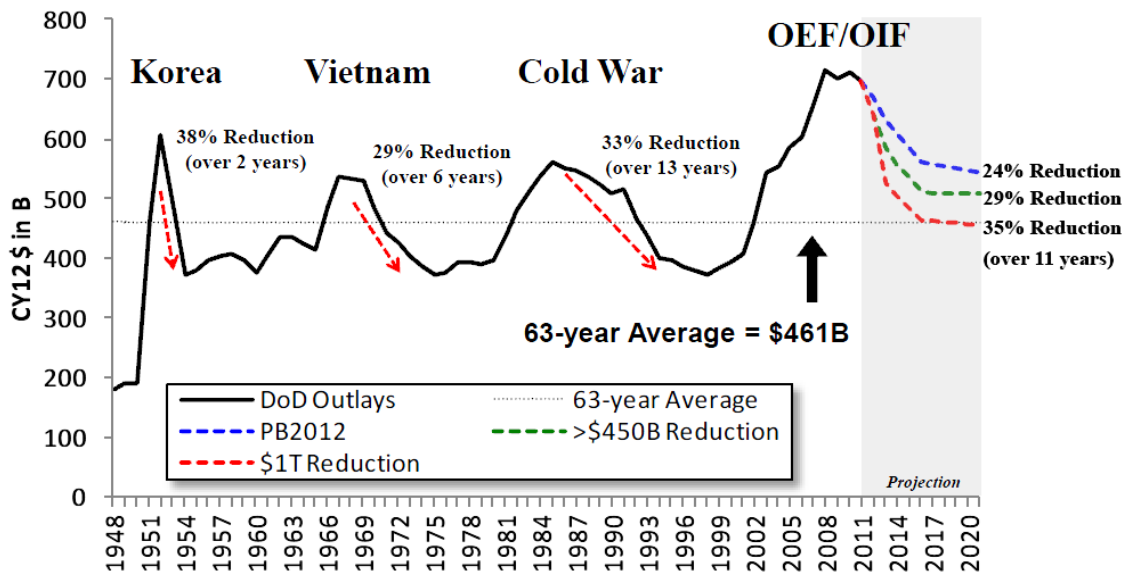 OEF/OIF
Korea
Vietnam
Cold War
38% Reduction
(over 2 years)
29% Reduction
(over 6 years)
33% Reduction
(over 13 years)
CY12 $ in B
800
700
600
500
400
300
200
100
0
24% Reduction
29% Reduction
35% Reduction
(over 11 years)
63-year Average = $461B
DoD Outlays
63-year Average
PB2012
>$450B Reduction
$1T Reduction
Projection
1948
1951
1954
1957
1960
1963
1966
1969
1972
1975
1978
1981
1984
1987
1990
1993
1996
1999
2002
2005
2008
2011
2014
2017
2020